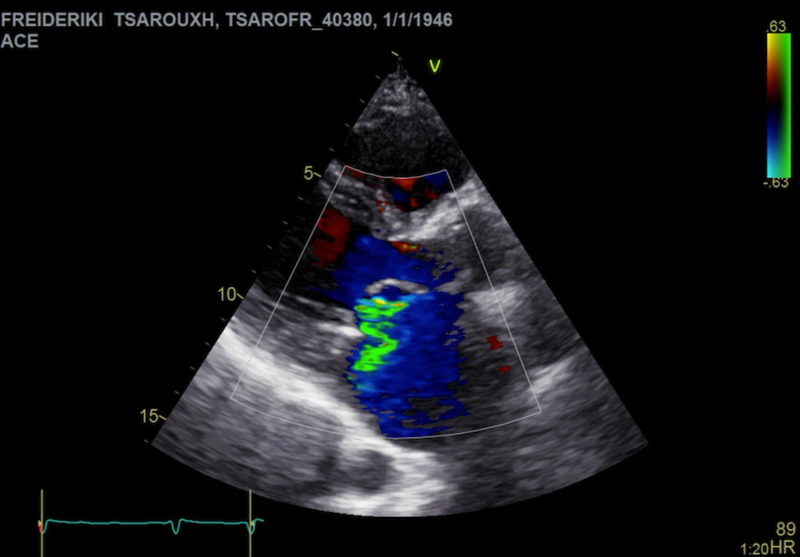 FREIDERIKI TSAROUXH, TSAROFR_40380, 1/1/1946
ACE
V
.63
-.63
5
10
15
89
1:20HR